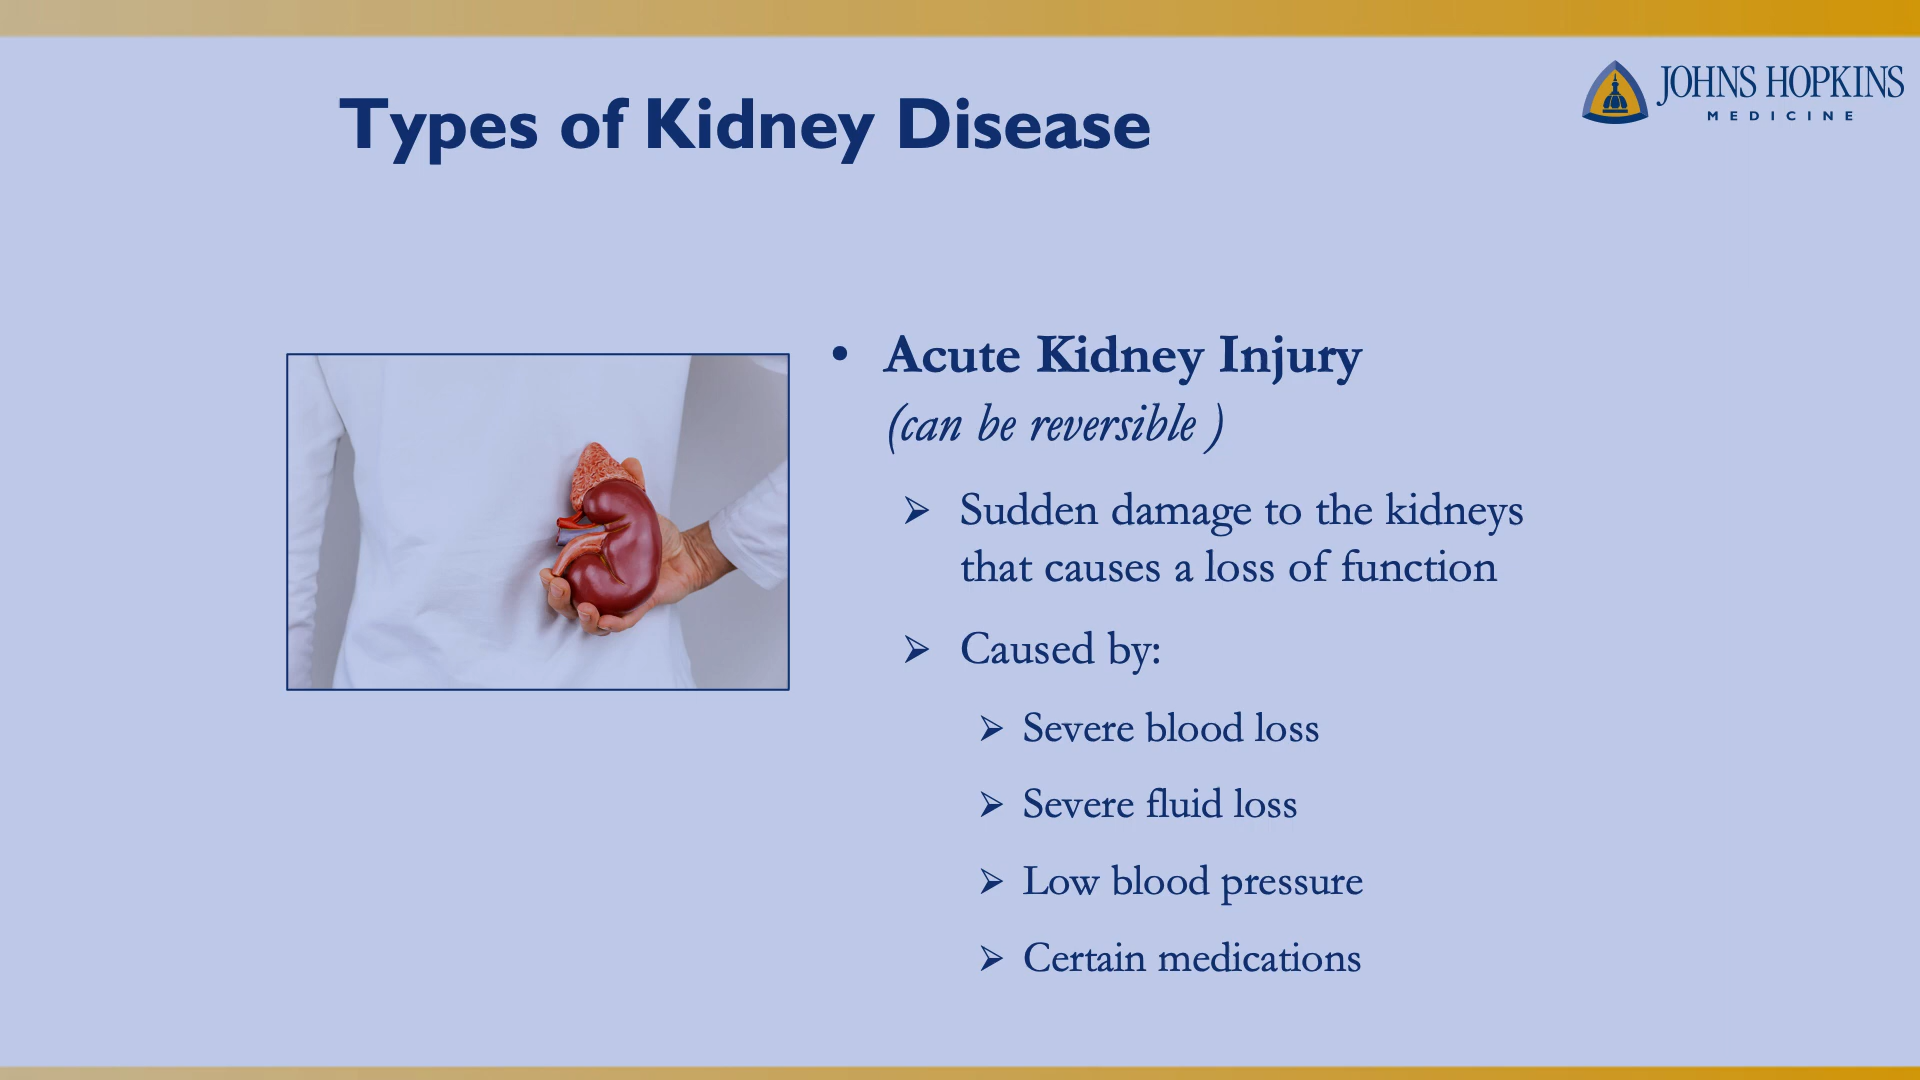 Types of Kidney Disease
JOHNS HOPKINS
MEDICINE
• Acute Kidney Injury
(can be reversible )
➢ Sudden damage to the kidneys
that causes a loss of function
➢ Caused by:
➢ Severe blood loss
➢ Severe fluid loss
➢ Low blood pressure
➢ Certain medications